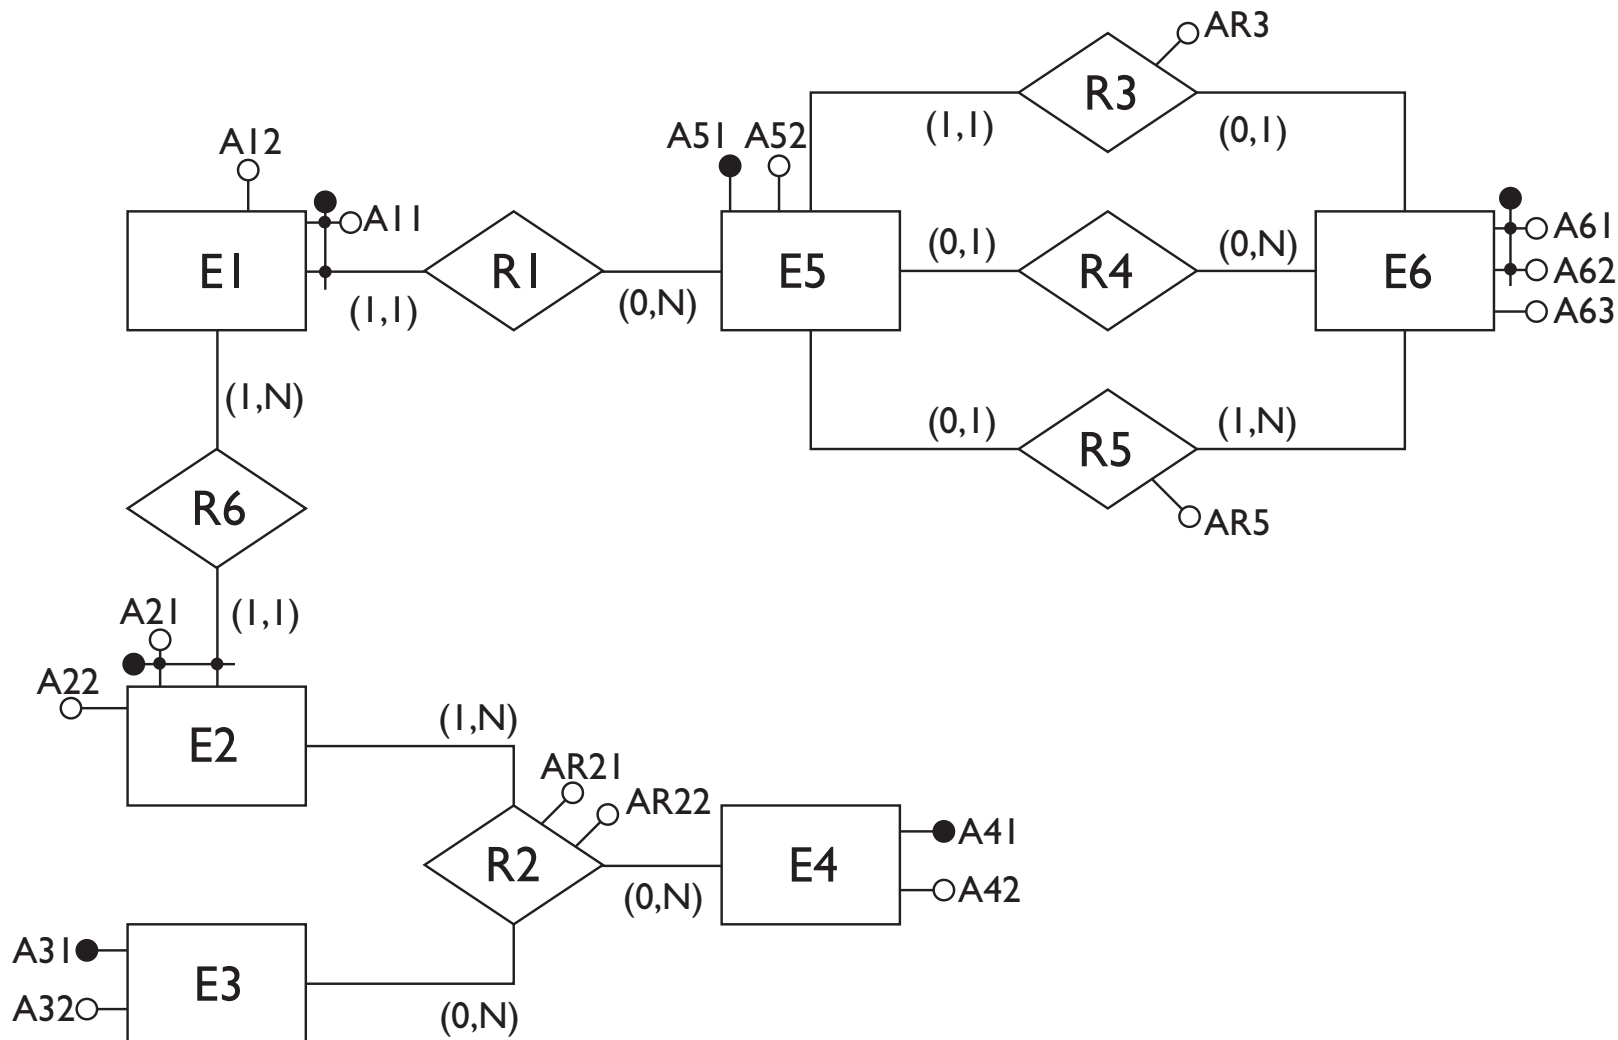 AR3
R3
(1,1)
(0,1)
A12
A51 A52
A11
E1
R1
E5
(0,1)
R4
(0,N)
E6
A61
A62
A63
(1,1)
(0,N)
(1,N)
(0,1)
R5
(1,N)
AR5
R6
A21
(1,1)
A22
E2
(1,N)
AR21
AR22
R2
E4
A41
A42
(0,N)
A31
A32
E3
(0,N)